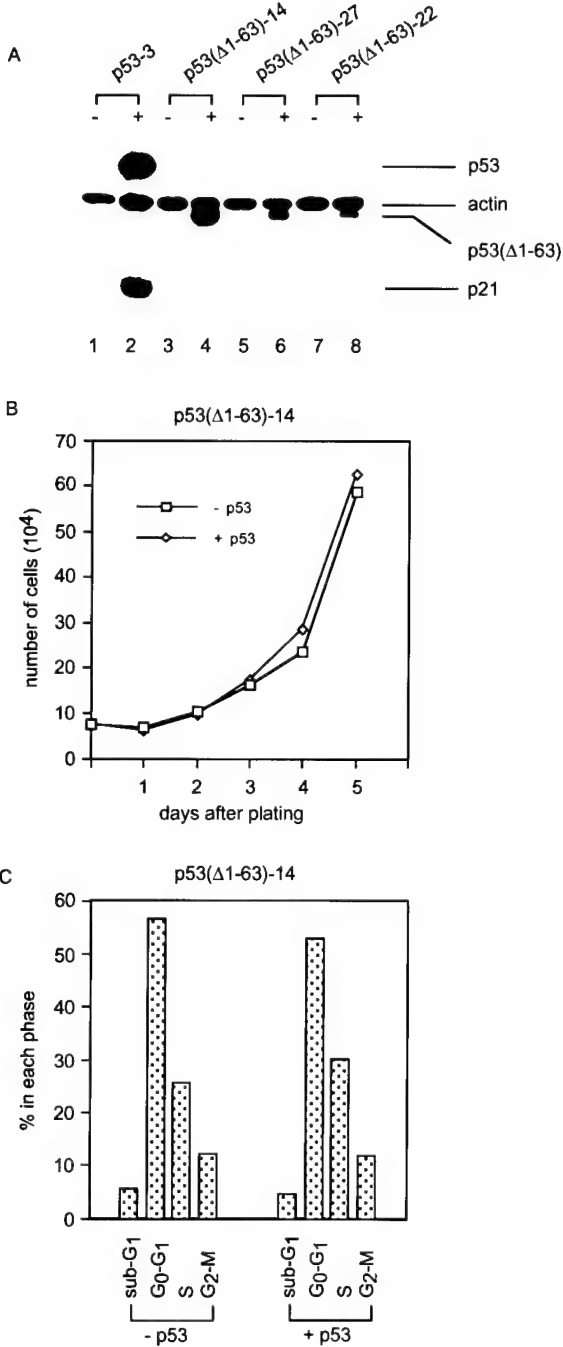 A
p53-3
p53(Δ1-63)-14
p53(Δ1-63)-27
p53(Δ1-63)-22
- + - + - + - +
p53
actin
p53(Δ1-63)
p21
1 2 3 4 5 6 7 8
B
p53(Δ1-63)-14
number of cells (10⁴)
70
60
50
40
30
20
10
0
- p53
+ p53
1 2 3 4 5
days after plating
C
p53(Δ1-63)-14
% in each phase
60
50
40
30
20
10
0
sub-G1 G0-G1 S G2-M sub-G1 G0-G1 S G2-M
- p53 + p53